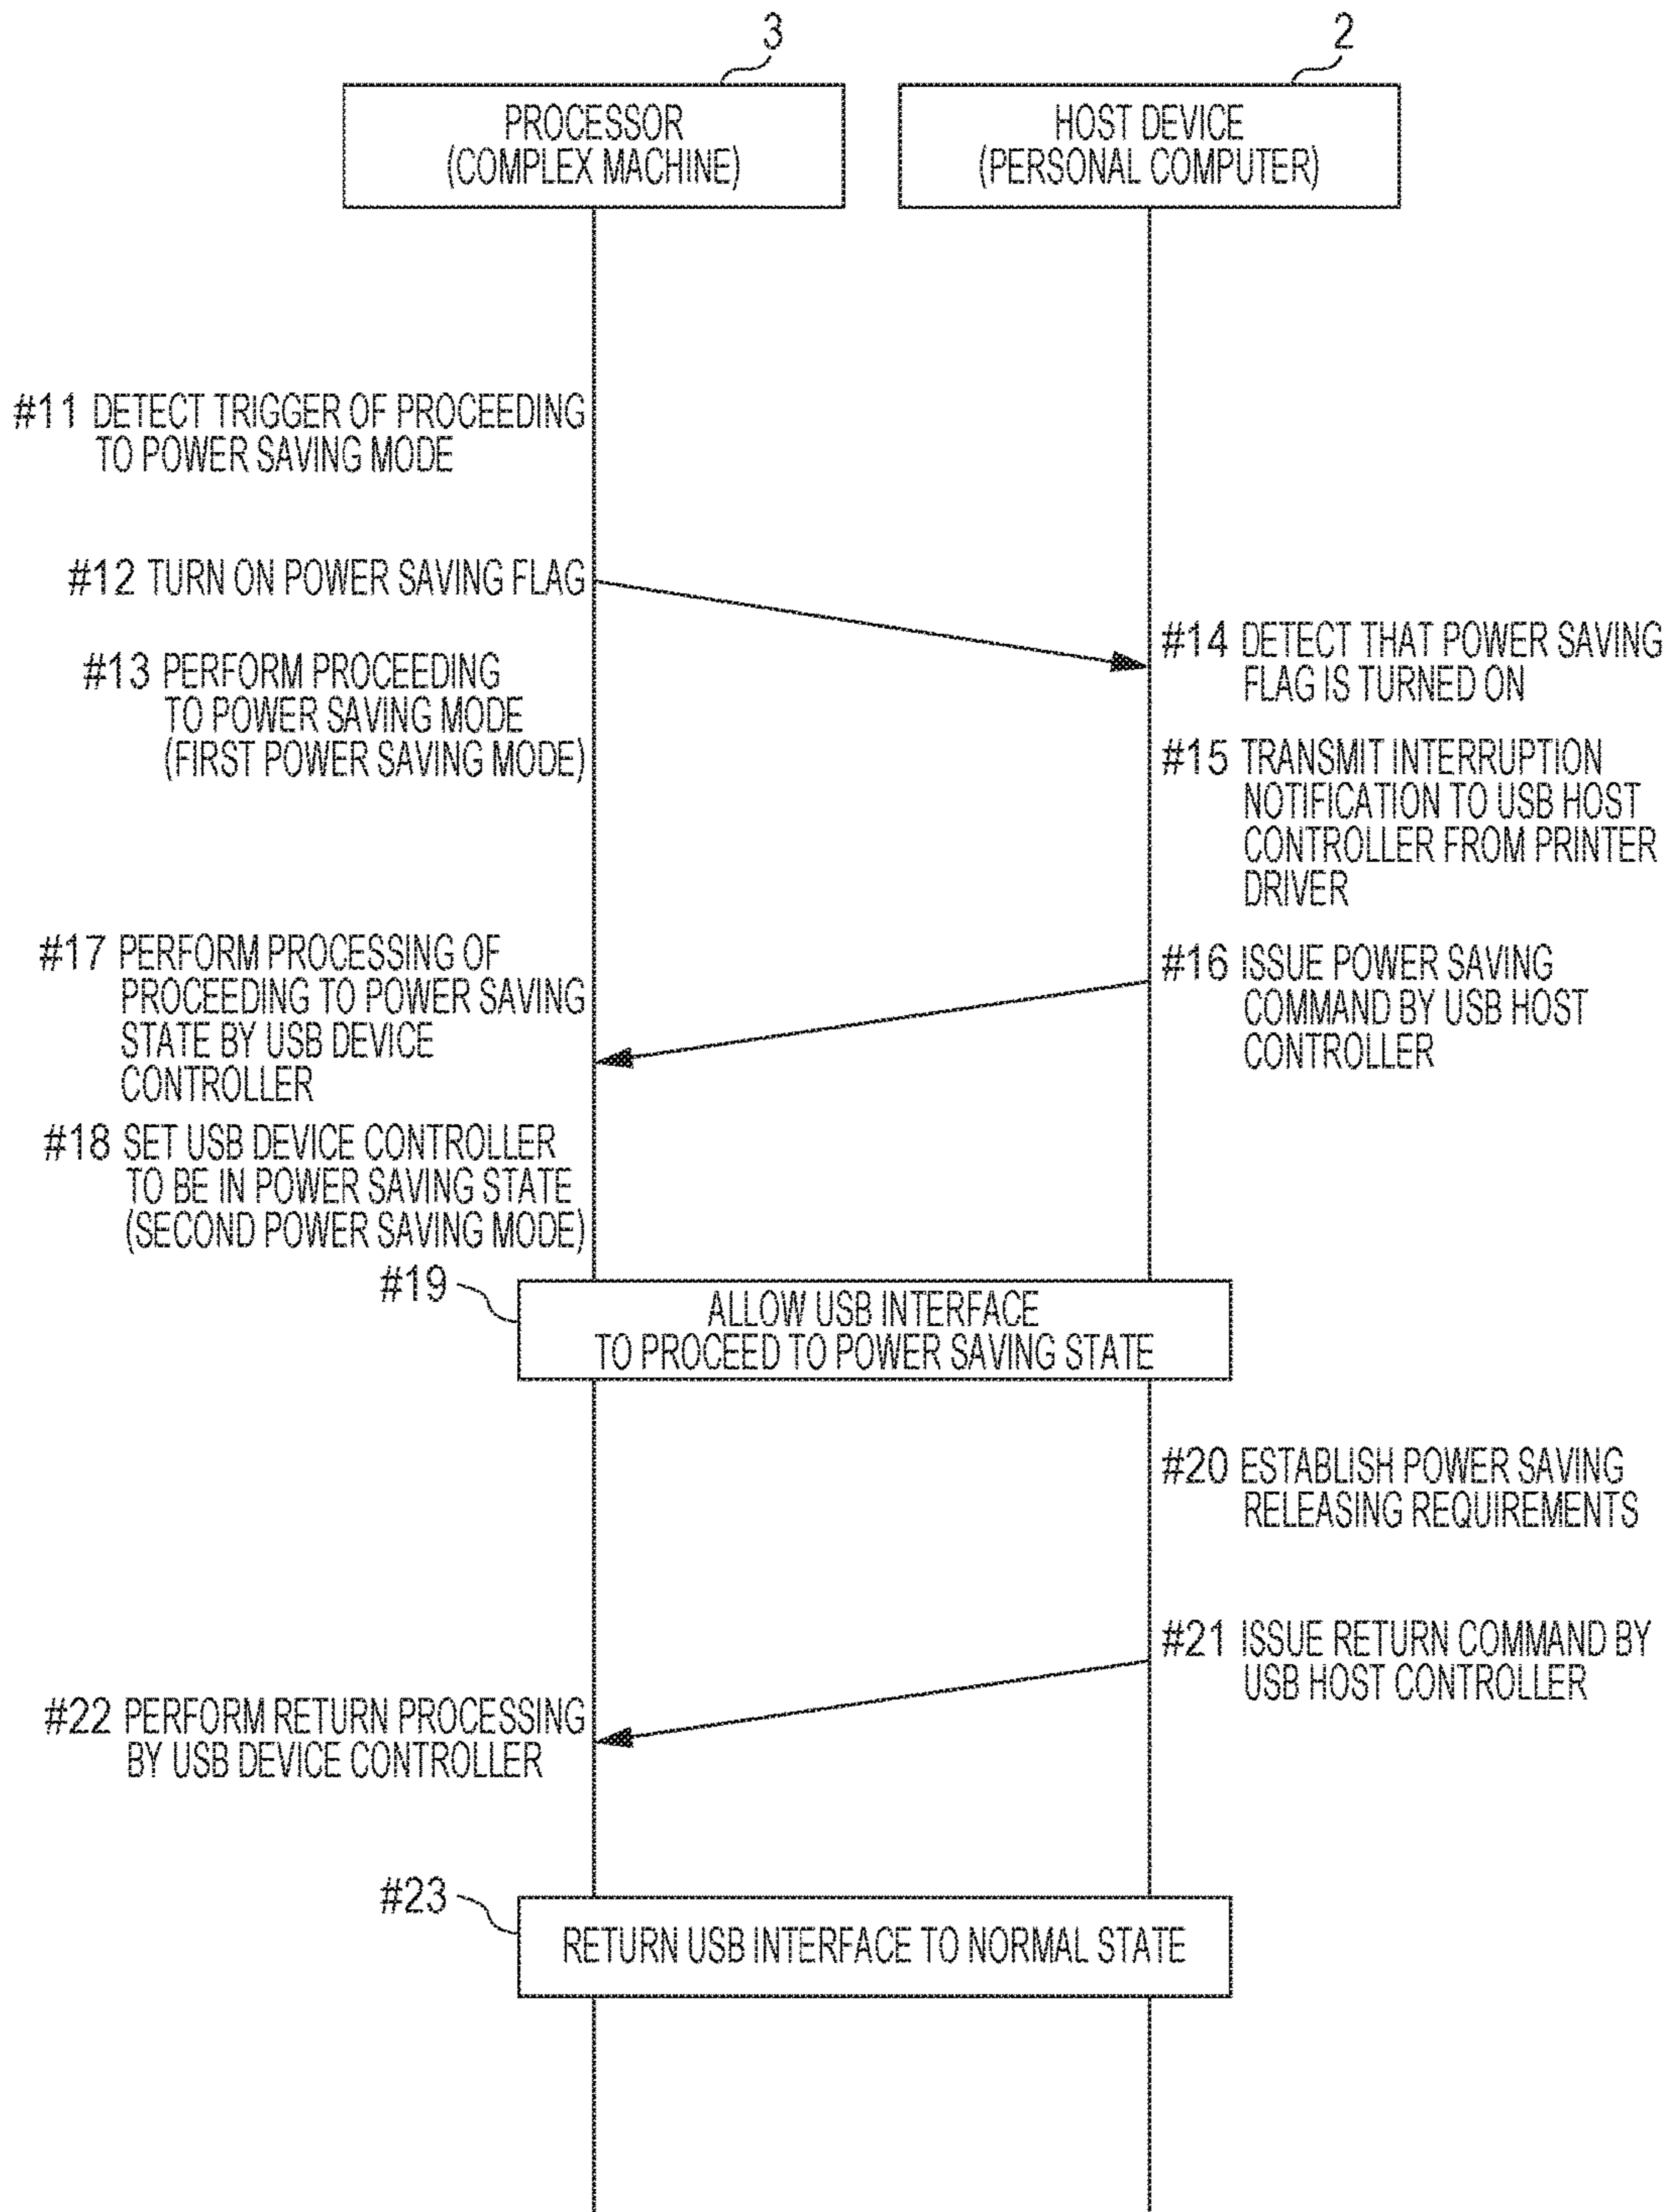 3
2
PROCESSOR
(COMPLEX MACHINE)
HOST DEVICE
(PERSONAL COMPUTER)
#11 DETECT TRIGGER OF PROCEEDING
TO POWER SAVING MODE
#12 TURN ON POWER SAVING FLAG
#13 PERFORM PROCEEDING
TO POWER SAVING MODE
(FIRST POWER SAVING MODE)
#14 DETECT THAT POWER SAVING
FLAG IS TURNED ON
#15 TRANSMIT INTERRUPTION
NOTIFICATION TO USB HOST
CONTROLLER FROM PRINTER
DRIVER
#16 ISSUE POWER SAVING
COMMAND BY USB HOST
CONTROLLER
#17 PERFORM PROCESSING OF
PROCEEDING TO POWER SAVING
STATE BY USB DEVICE
CONTROLLER
#18 SET USB DEVICE CONTROLLER
TO BE IN POWER SAVING STATE
(SECOND POWER SAVING MODE)
#19
ALLOW USB INTERFACE
TO PROCEED TO POWER SAVING STATE
#20 ESTABLISH POWER SAVING
RELEASING REQUIREMENTS
#21 ISSUE RETURN COMMAND BY
USB HOST CONTROLLER
#22 PERFORM RETURN PROCESSING
BY USB DEVICE CONTROLLER
#23
RETURN USB INTERFACE TO NORMAL STATE